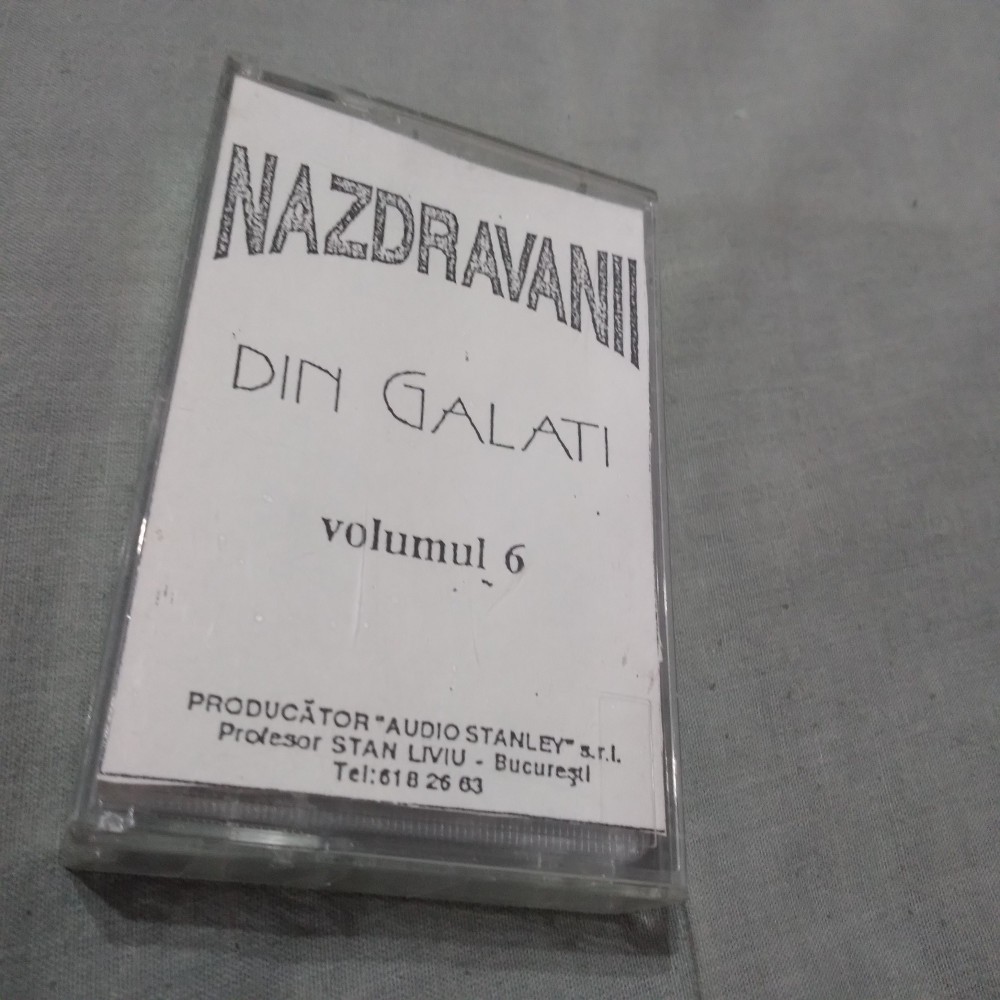 NAZDRAVANII
DIN GALATI
volumul 6
PRODUCĂTOR "AUDIO STANLEY" s.r.l.
Profesor STAN LIVIU - Bucureşti
Tel:618 26 63